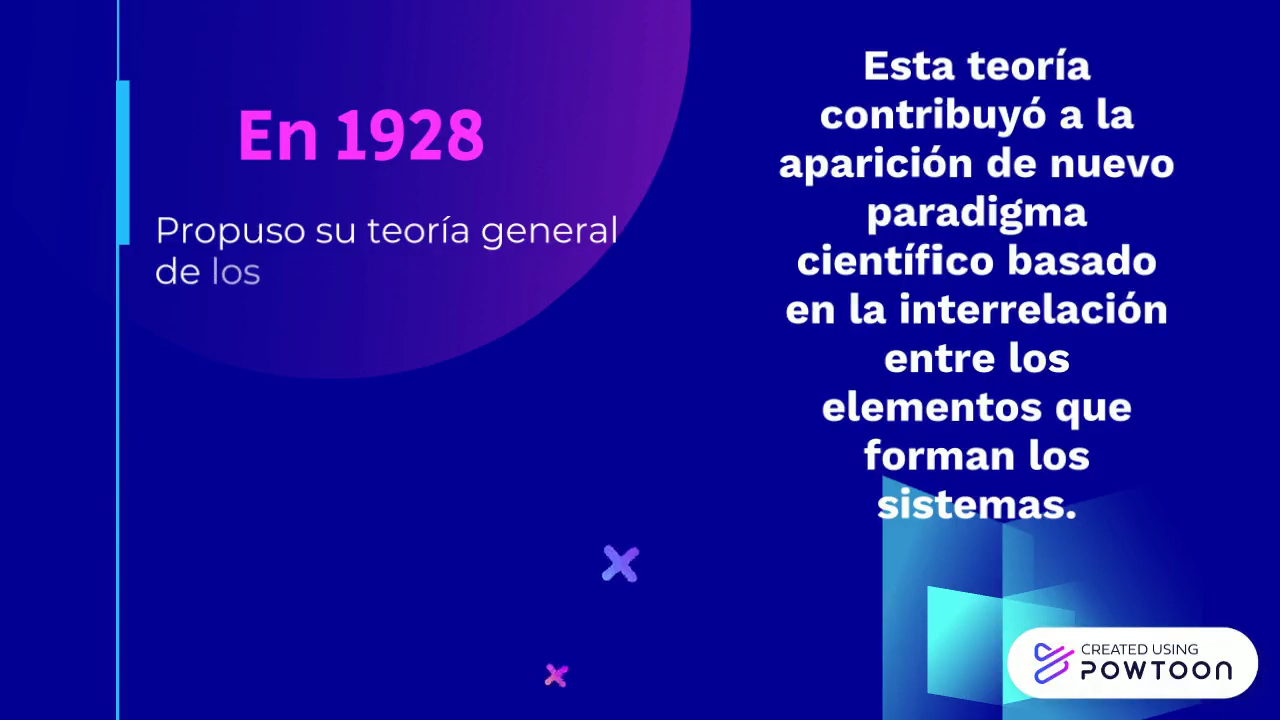 En 1928
Propuso su teoría general
de los
Esta teoría
contribuyó a la
aparición de nuevo
paradigma
científico basado
en la interrelación
entre los
elementos que
forman los
sistemas.
CREATED USING
POWTOON